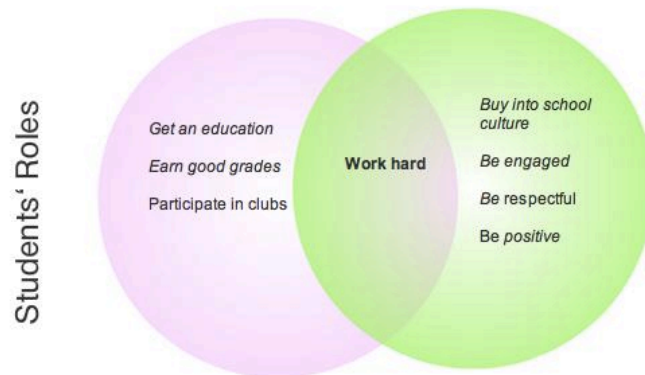 Students' Roles
Get an education
Earn good grades
Participate in clubs
Work hard
Buy into school
culture
Be engaged
Be respectful
Be positive